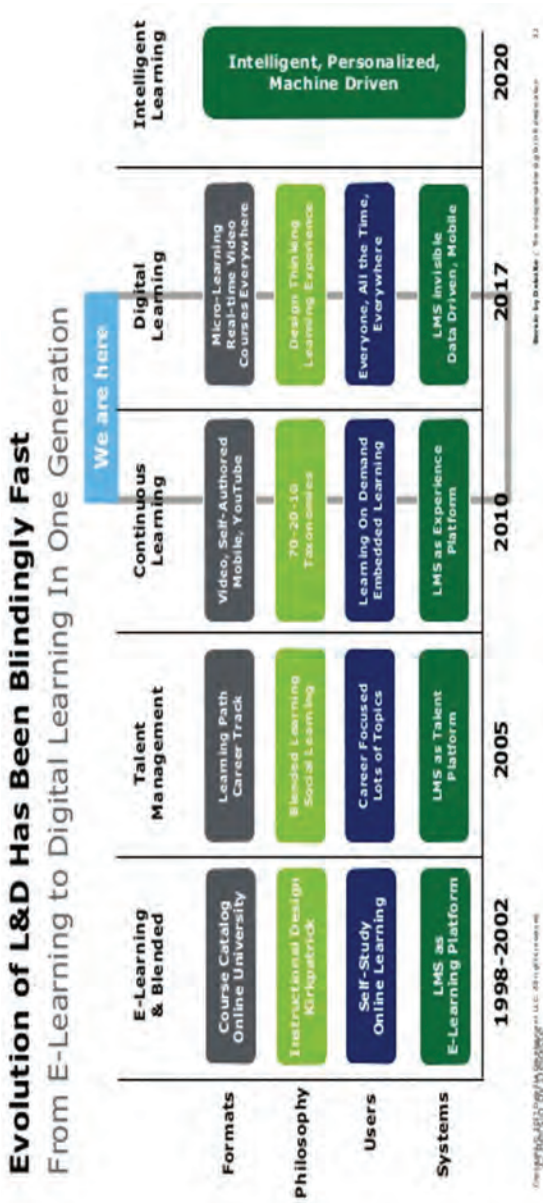 Evolution of L&D Has Been Blindingly Fast
From E-Learning to Digital Learning In One Generation
We are here
E-Learning
& Blended
Talent
Management
Continuous
Learning
Digital
Learning
Intelligent
Learning
Formats
Course Catalog
Online University
Learning Path
Career Track
Video, Self-Authored
Mobile, YouTube
Micro-Learning
Real-time Video
Courses Everywhere
Intelligent, Personalized,
Machine Driven
Philosophy
Instructional Design
Kirkpatrick
Blended Learning
Social Learning
70-20-10
Taxonomies
Design Thinking
Learning Experience
Users
Self-Study
Online Learning
Career Focused
Lots of Topics
Learning On Demand
Embedded Learning
Everyone, All the Time,
Everywhere
Systems
LMS as
E-Learning Platform
LMS as Talent
Platform
LMS as Experience
Platform
LMS Invisible
Data Driven, Mobile
1998-2002
2005
2010
2017
2020